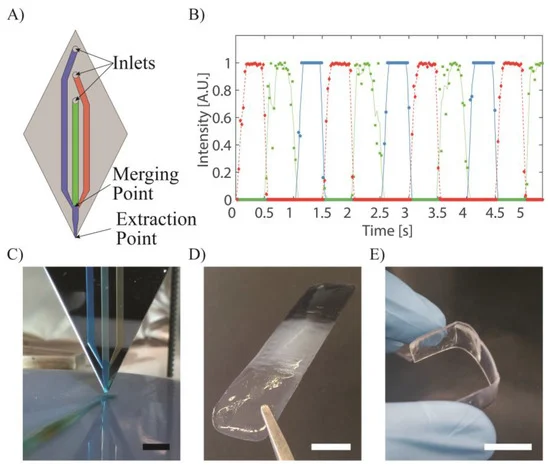 A)
Inlets
Merging
Point
Extraction
Point
B)
Intensity [A.U.]
1
0.8
0.6
0.4
0.2
0
0 0.5 1 1.5 2 2.5 3 3.5 4 4.5 5
Time [s]
C)
D)
E)